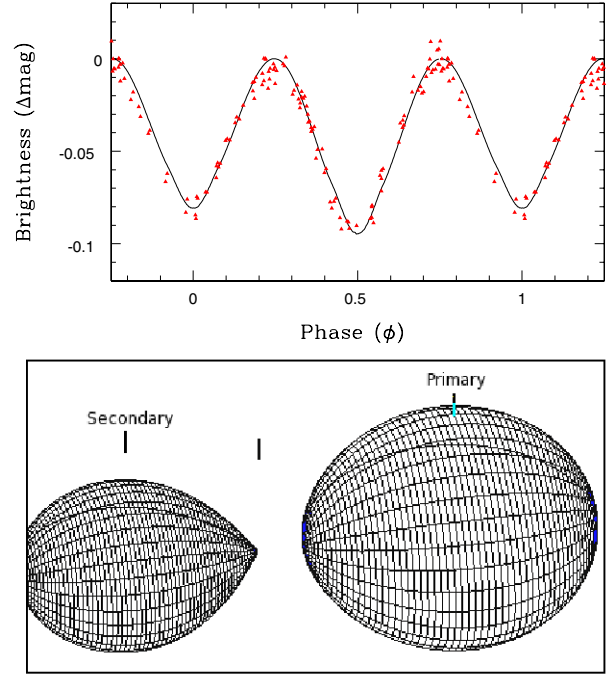 Brightness (Δmag)
0
-0.05
-0.1
0
0.5
1
Phase (ϕ)
Primary
Secondary